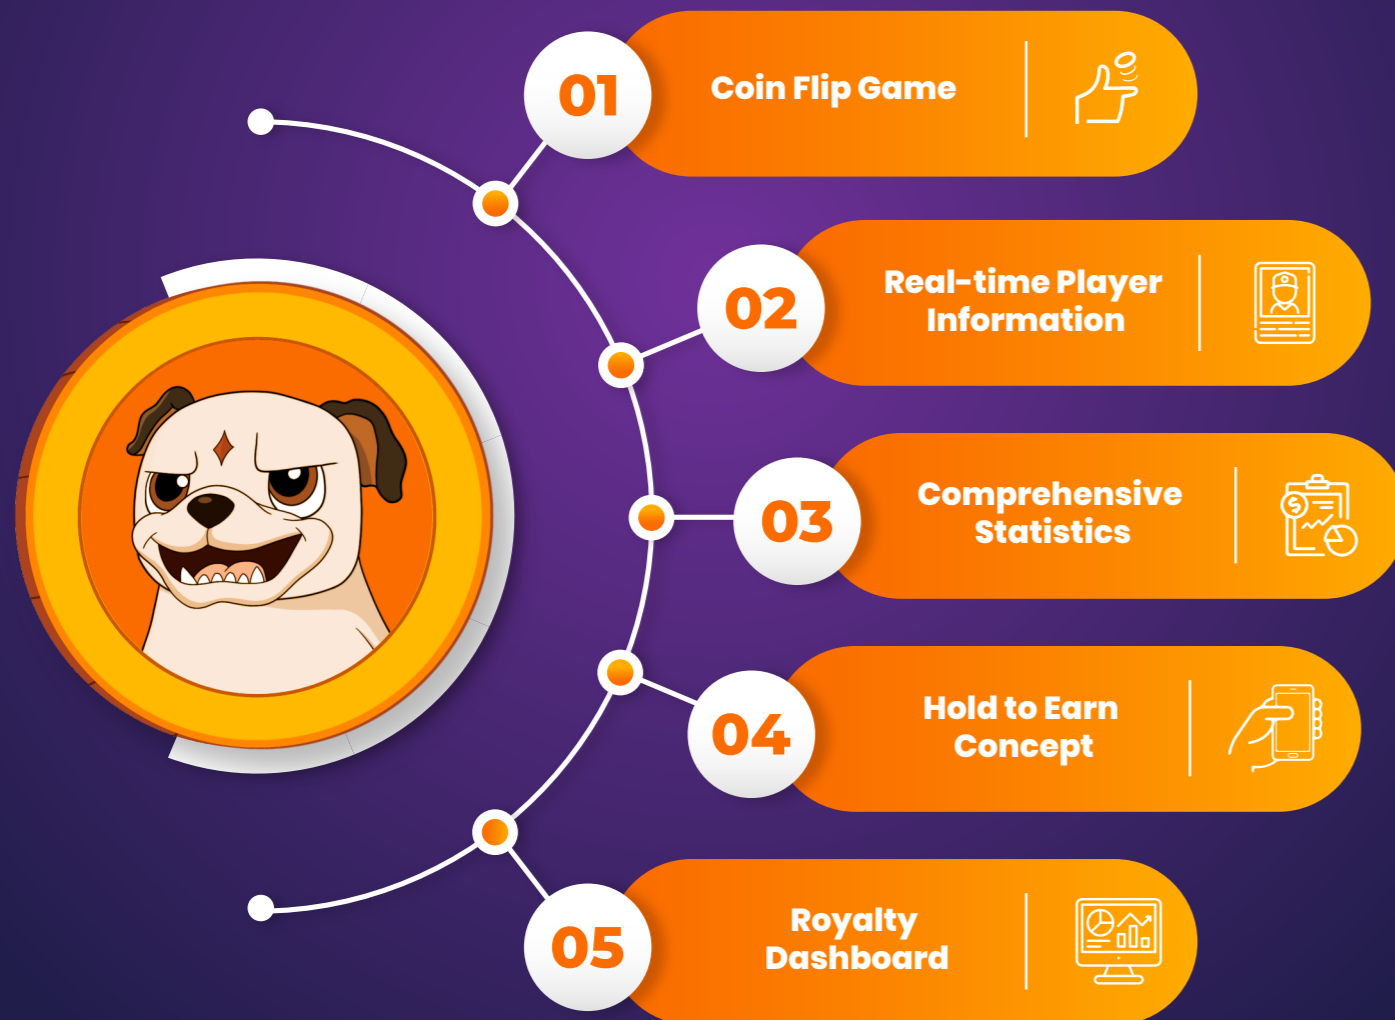 01
Coin Flip Game
02
Real-time Player
Information
03
Comprehensive
Statistics
04
Hold to Earn
Concept
05
Royalty
Dashboard